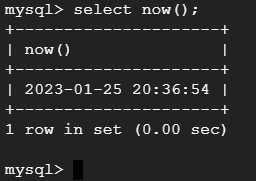 mysql> select now();
+---------------------+
| now()               |
+---------------------+
| 2023-01-25 20:36:54 |
+---------------------+
1 row in set (0.00 sec)
mysql>